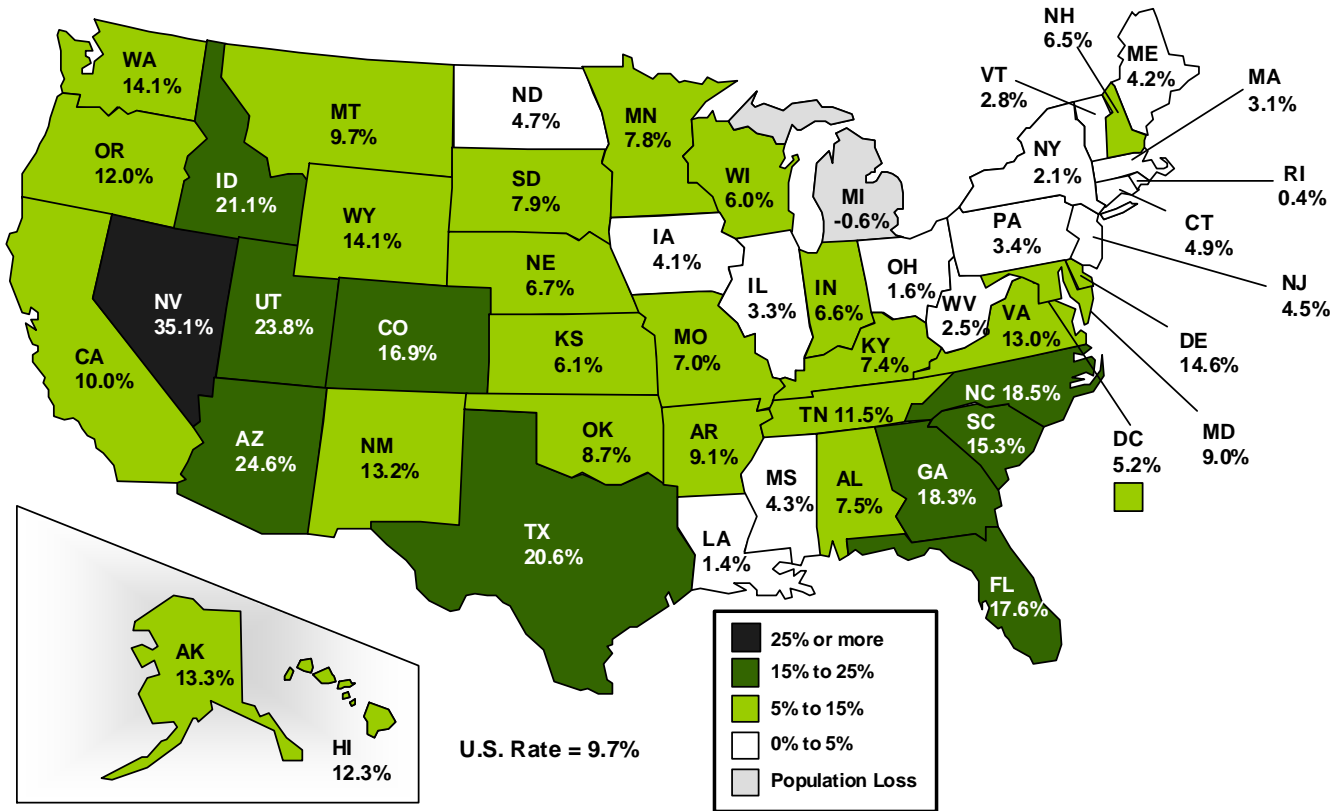 WA
14.1%
OR
12.0%
CA
10.0%
NV
35.1%
ID
21.1%
MT
9.7%
WY
14.1%
UT
23.8%
CO
16.9%
AZ
24.6%
NM
13.2%
ND
4.7%
SD
7.9%
NE
6.7%
KS
6.1%
OK
8.7%
TX
20.6%
MN
7.8%
IA
4.1%
MO
7.0%
AR
9.1%
LA
1.4%
WI
6.0%
IL
3.3%
MI
-0.6%
IN
6.6%
OH
1.6%
KY
7.4%
TN 11.5%
MS
4.3%
AL
7.5%
GA
18.3%
FL
17.6%
SC
15.3%
NC 18.5%
VA
13.0%
WV
2.5%
PA
3.4%
NY
2.1%
VT
2.8%
NH
6.5%
ME
4.2%
MA
3.1%
RI
0.4%
CT
4.9%
NJ
4.5%
DE
14.6%
MD
9.0%
DC
5.2%
AK
13.3%
HI
12.3%
U.S. Rate = 9.7%
25% or more
15% to 25%
5% to 15%
0% to 5%
Population Loss